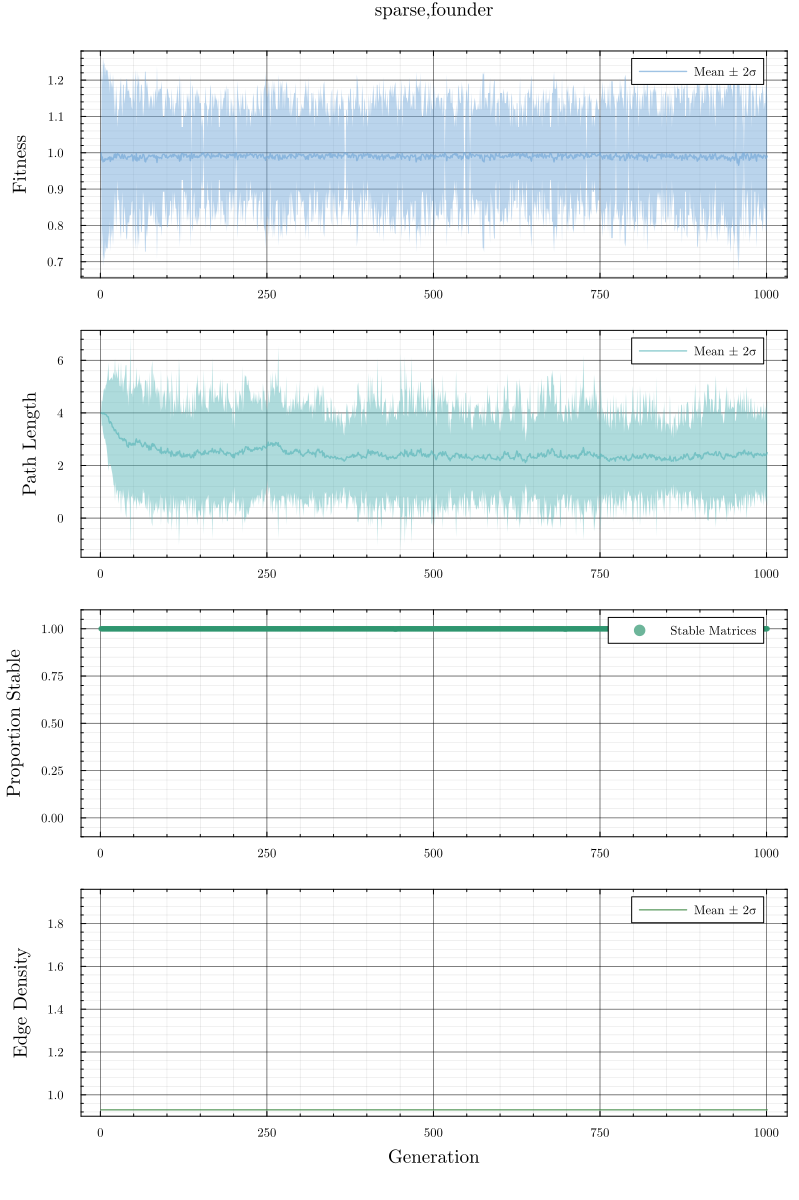 sparse,founder
Mean ± 2σ
1.2
1.1
1.0
0.9
0.8
0.7
Fitness
0 250 500 750 1000
Mean ± 2σ
6
4
2
0
Path Length
0 250 500 750 1000
Stable Matrices
1.00
0.75
0.50
0.25
0.00
Proportion Stable
0 250 500 750 1000
Mean ± 2σ
1.8
1.6
1.4
1.2
1.0
Edge Density
0 250 500 750 1000
Generation